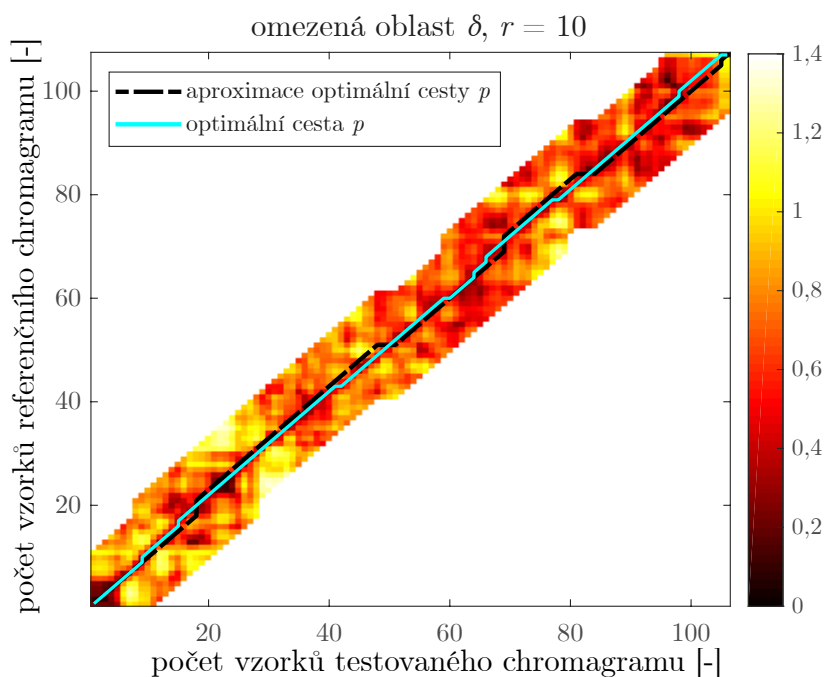 omezená oblast δ, r = 10
aproximace optimální cesty p
optimální cesta p
počet vzorků referenčního chromagramu [-]
100
80
60
40
20
20 40 60 80 100
počet vzorků testovaného chromagramu [-]
1,4
1,2
1
0,8
0,6
0,4
0,2
0